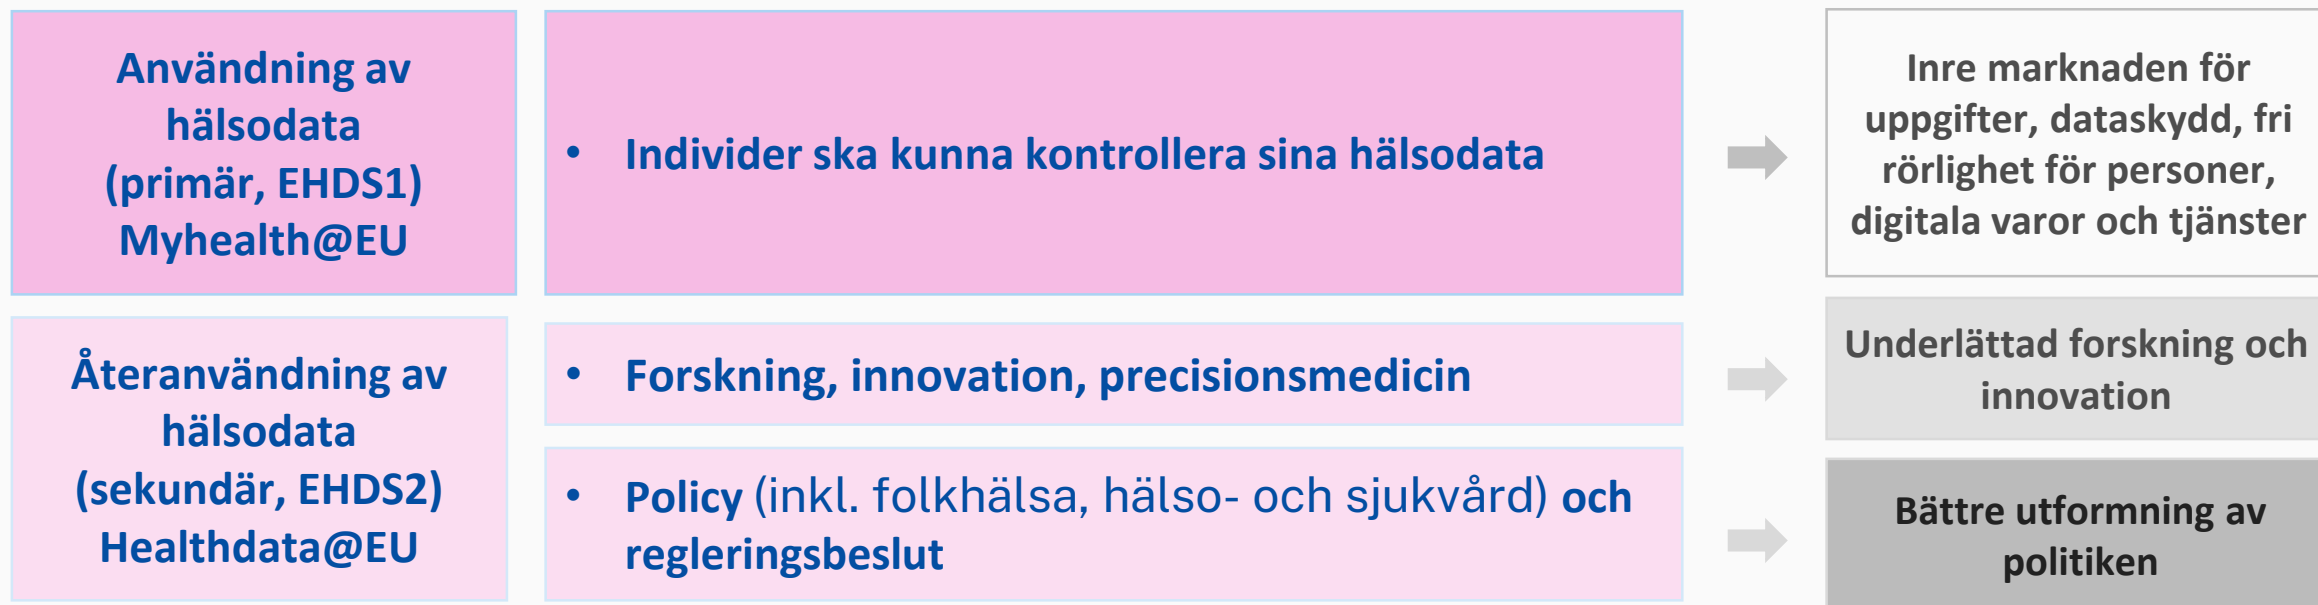 Användning av
hälsodata
(primär, EHDS1)
Myhealth@EU
• Individer ska kunna kontrollera sina hälsodata
Inre marknaden för
uppgifter, dataskydd, fri
rörlighet för personer,
digitala varor och tjänster
Återanvändning av
hälsodata
(sekundär, EHDS2)
Healthdata@EU
• Forskning, innovation, precisionsmedicin
Underlättad forskning och
innovation
• Policy (inkl. folkhälsa, hälso- och sjukvård) och
regleringsbeslut
Bättre utformning av
politiken